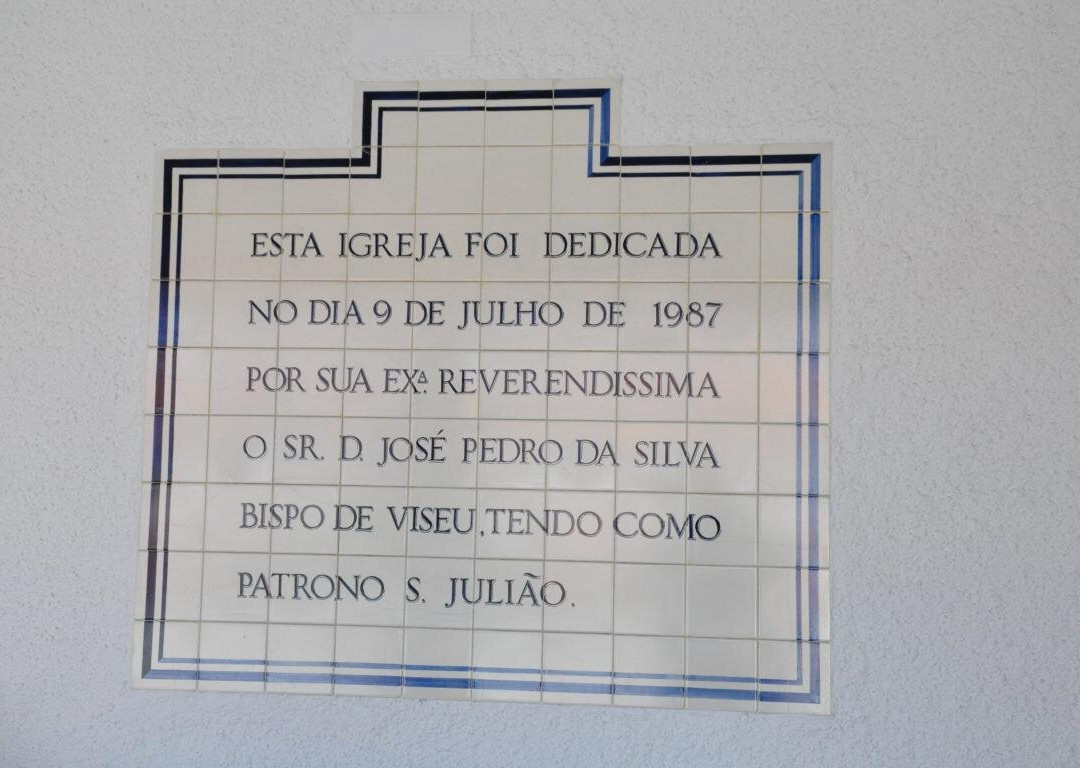 ESTA IGREJA FOI DEDICADA
NO DIA 9 DE JULHO DE 1987
POR SUA EXª. REVERENDISSIMA
O SR. D. JOSÉ PEDRO DA SILVA
BISPO DE VISEU, TENDO COMO
PATRONO S. JULIÃO.